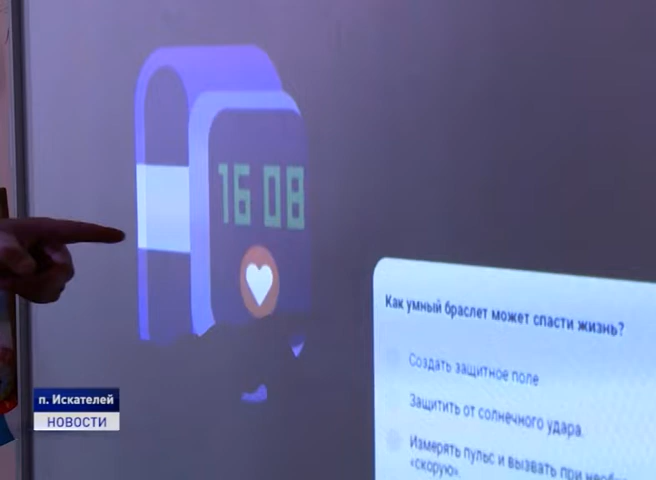 16 08
Как умный браслет может спасти жизнь?
Создать защитное поле
Защитить от солнечного удара
Измерять пульс и вызвать при
«скорую».
п. Искателей
НОВОСТИ